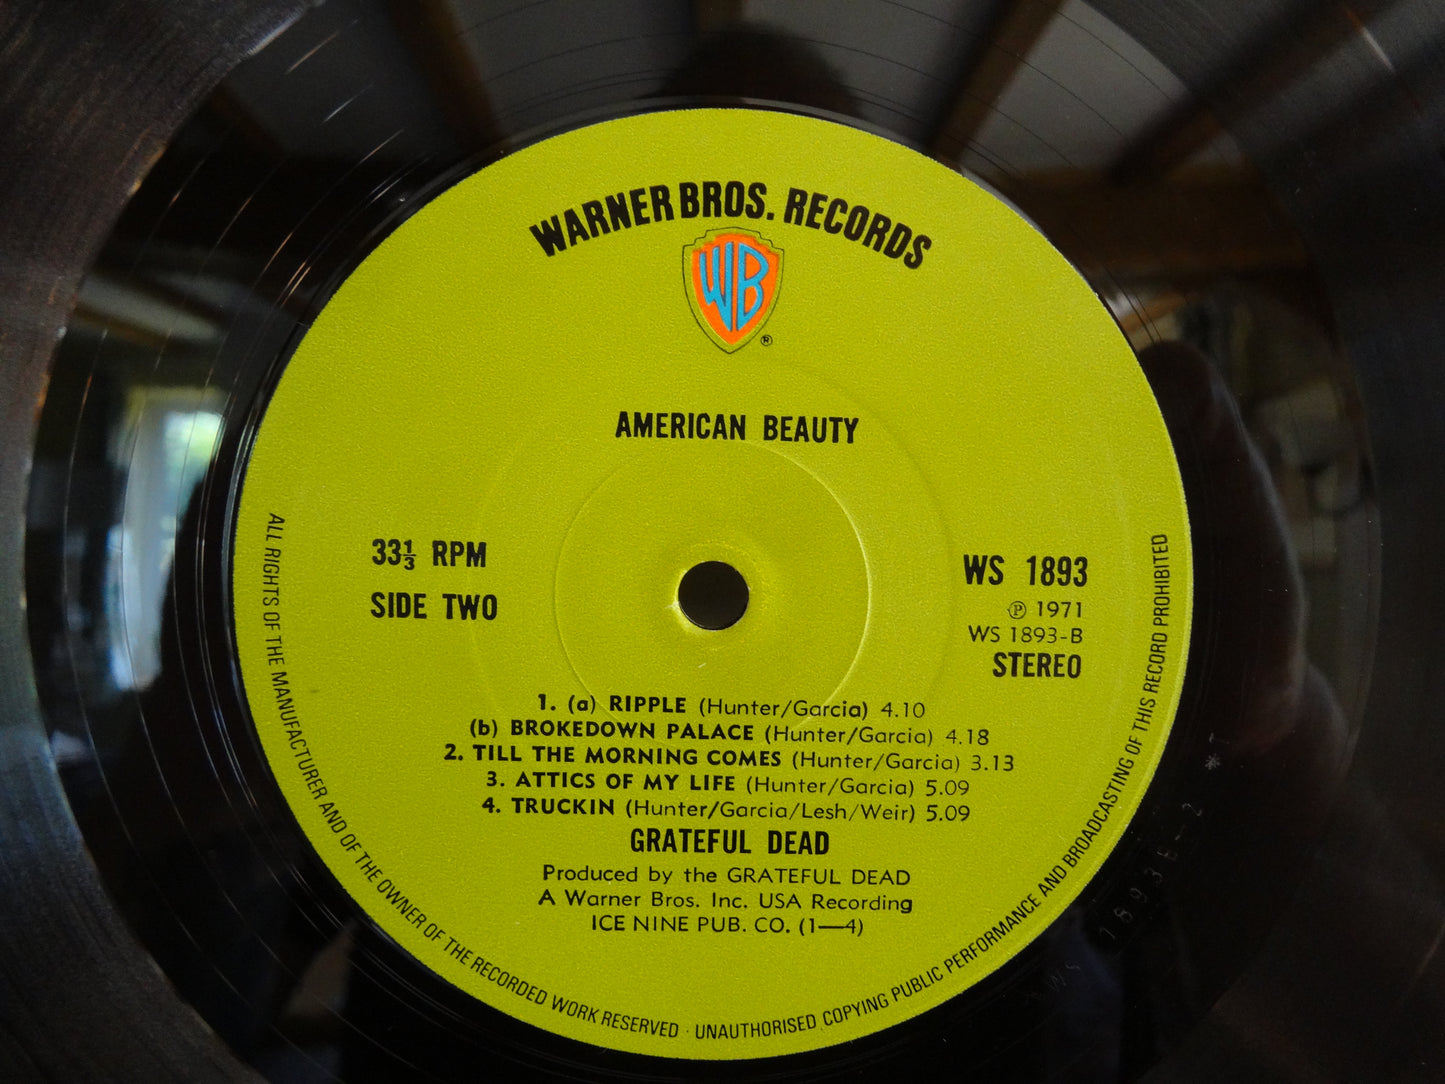 WARNER BROS. RECORDS
WB
®
AMERICAN BEAUTY
33⅓ RPM
SIDE TWO
WS 1893
℗ 1971
WS 1893-B
STEREO
1. (a) RIPPLE (Hunter/Garcia) 4.10
(b) BROKEDOWN PALACE (Hunter/Garcia) 4.18
2. TILL THE MORNING COMES (Hunter/Garcia) 3.13
3. ATTICS OF MY LIFE (Hunter/Garcia) 5.09
4. TRUCKIN (Hunter/Garcia/Lesh/Weir) 5.09
GRATEFUL DEAD
Produced by the GRATEFUL DEAD
A Warner Bros. Inc. USA Recording
ICE NINE PUB. CO. (1—4)
ALL RIGHTS OF THE MANUFACTURER AND OF THE OWNER OF THE RECORDED WORK RESERVED · UNAUTHORISED COPYING PUBLIC PERFORMANCE AND BROADCASTING OF THIS RECORD PROHIBITED